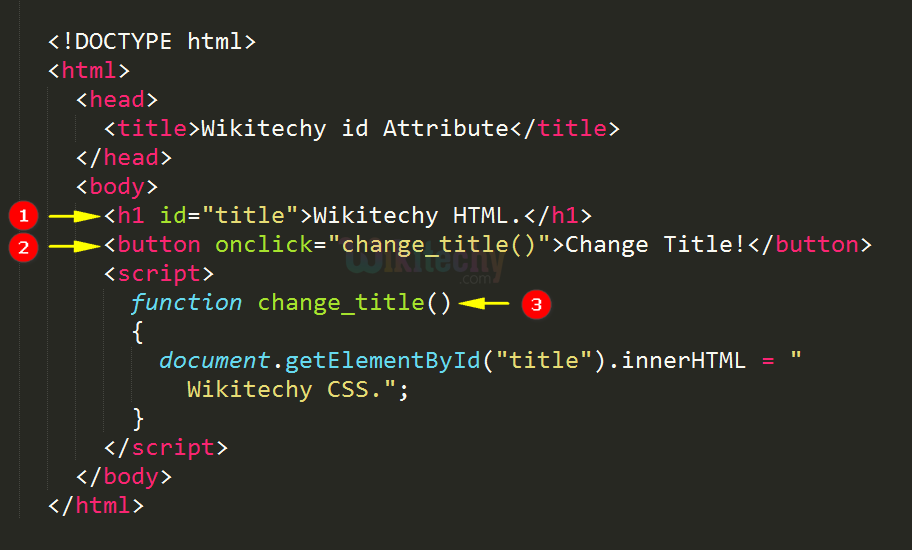 <!DOCTYPE html>
<html>
<head>
<title>Wikitechy id Attribute</title>
</head>
<body>
1 <h1 id="title">Wikitechy HTML.</h1>
2 <button onclick="change_title()">Change Title!</button>
Wikitechy
.com
<script>
function change_title() 3
{
document.getElementById("title").innerHTML = "
Wikitechy CSS.";
}
</script>
</body>
</html>